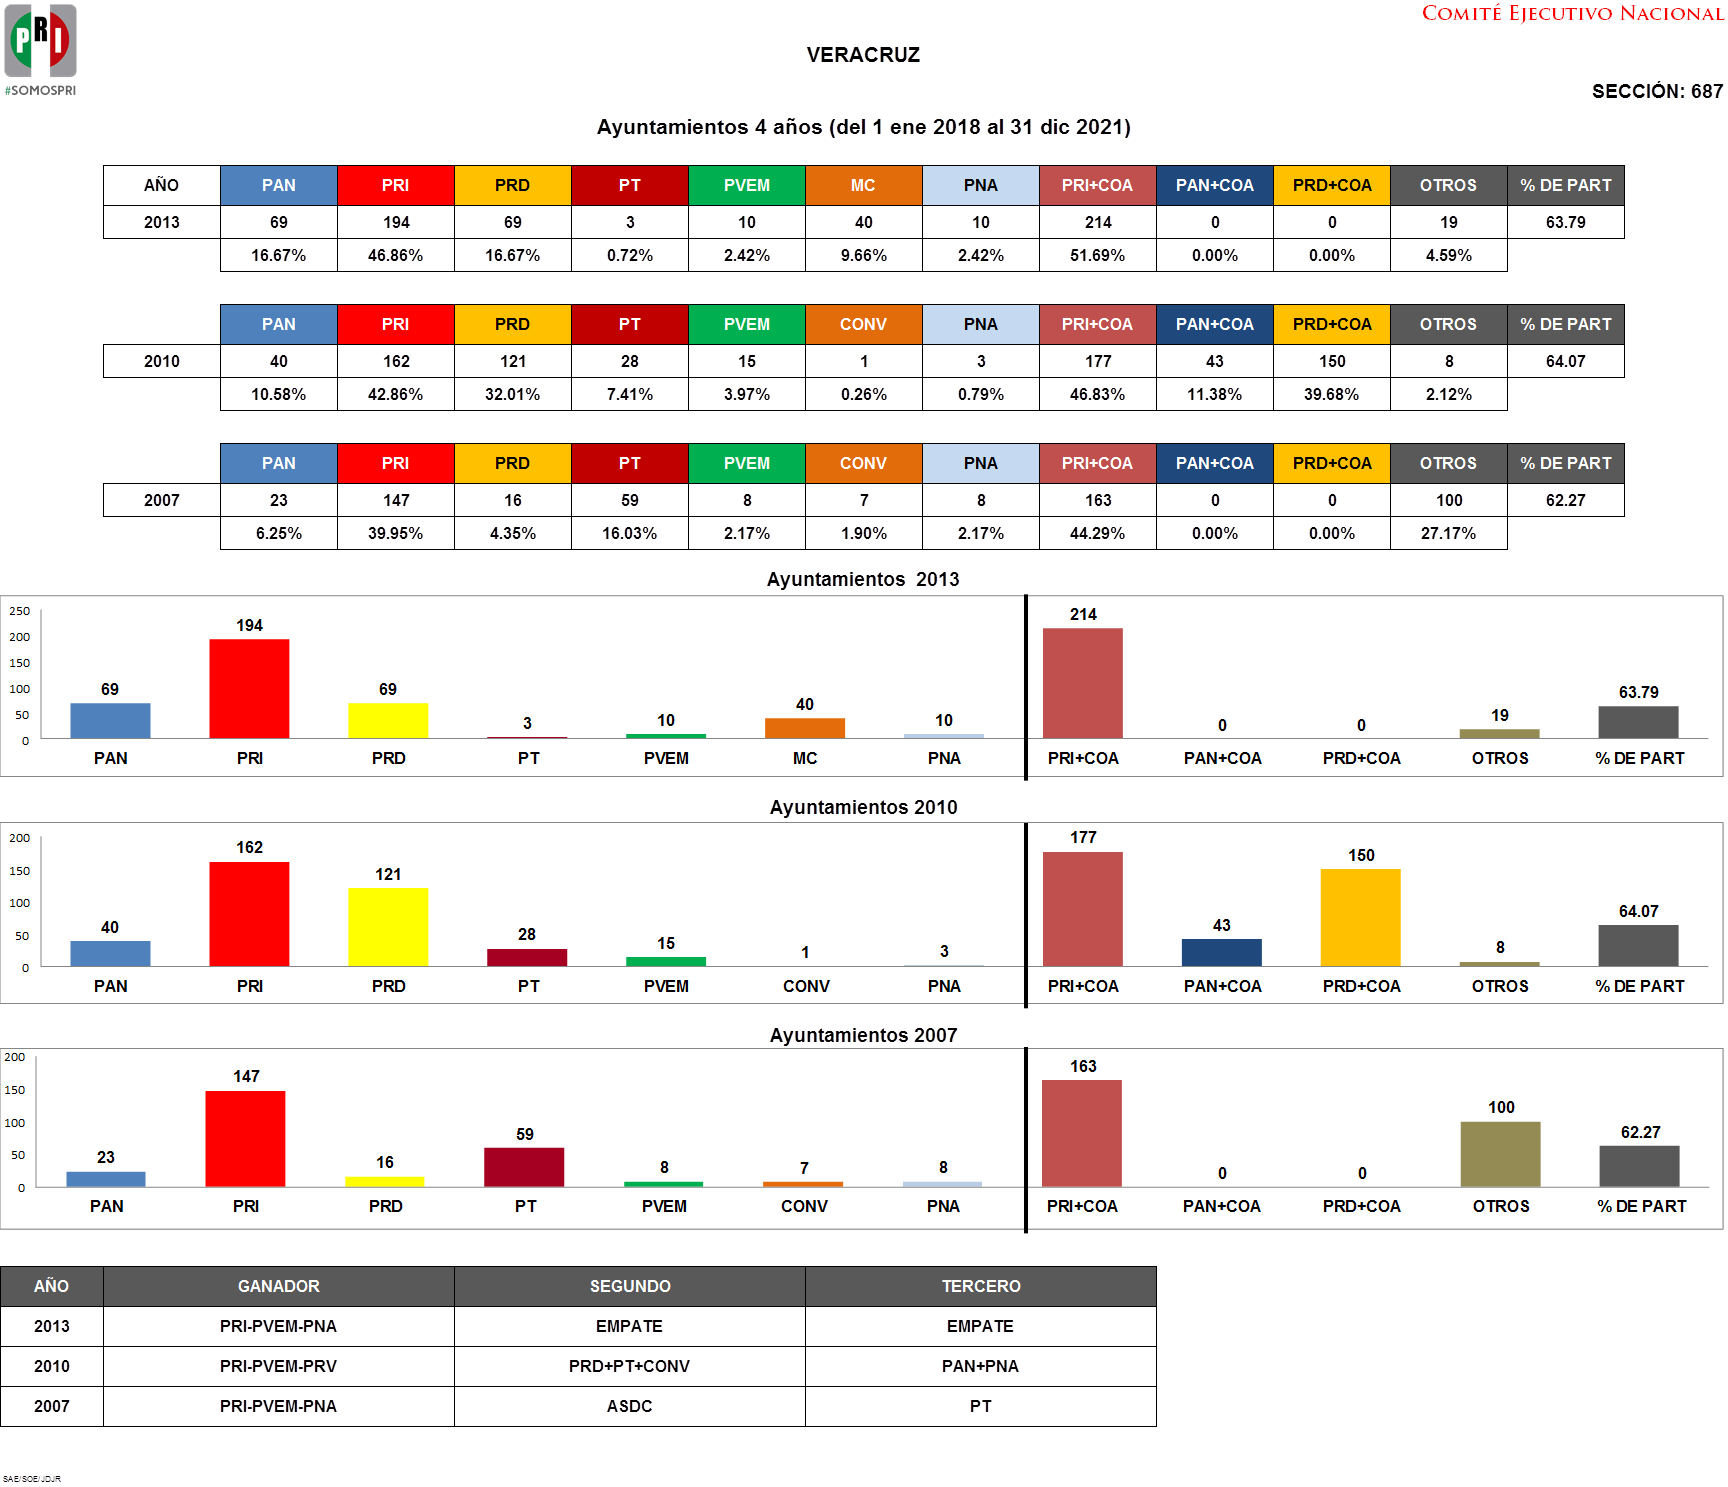 PRI
#SOMOSPRI
COMITÉ EJECUTIVO NACIONAL
VERACRUZ
SECCIÓN: 687
Ayuntamientos 4 años (del 1 ene 2018 al 31 dic 2021)
AÑO PAN PRI PRD PT PVEM MC PNA PRI+COA PAN+COA PRD+COA OTROS % DE PART
2013 69 194 69 3 10 40 10 214 0 0 19 63.79
16.67% 46.86% 16.67% 0.72% 2.42% 9.66% 2.42% 51.69% 0.00% 0.00% 4.59%
PAN PRI PRD PT PVEM CONV PNA PRI+COA PAN+COA PRD+COA OTROS % DE PART
2010 40 162 121 28 15 1 3 177 43 150 8 64.07
10.58% 42.86% 32.01% 7.41% 3.97% 0.26% 0.79% 46.83% 11.38% 39.68% 2.12%
PAN PRI PRD PT PVEM CONV PNA PRI+COA PAN+COA PRD+COA OTROS % DE PART
2007 23 147 16 59 8 7 8 163 0 0 100 62.27
6.25% 39.95% 4.35% 16.03% 2.17% 1.90% 2.17% 44.29% 0.00% 0.00% 27.17%
Ayuntamientos 2013
250
200
150
100
50
0
69 194 69 3 10 40 10 214 0 0 19 63.79
PAN PRI PRD PT PVEM MC PNA PRI+COA PAN+COA PRD+COA OTROS % DE PART
Ayuntamientos 2010
200
150
100
50
0
40 162 121 28 15 1 3 177 43 150 8 64.07
PAN PRI PRD PT PVEM CONV PNA PRI+COA PAN+COA PRD+COA OTROS % DE PART
Ayuntamientos 2007
200
150
100
50
0
23 147 16 59 8 7 8 163 0 0 100 62.27
PAN PRI PRD PT PVEM CONV PNA PRI+COA PAN+COA PRD+COA OTROS % DE PART
AÑO GANADOR SEGUNDO TERCERO
2013 PRI-PVEM-PNA EMPATE EMPATE
2010 PRI-PVEM-PRV PRD+PT+CONV PAN+PNA
2007 PRI-PVEM-PNA ASDC PT
SAE/SOE/JDJR